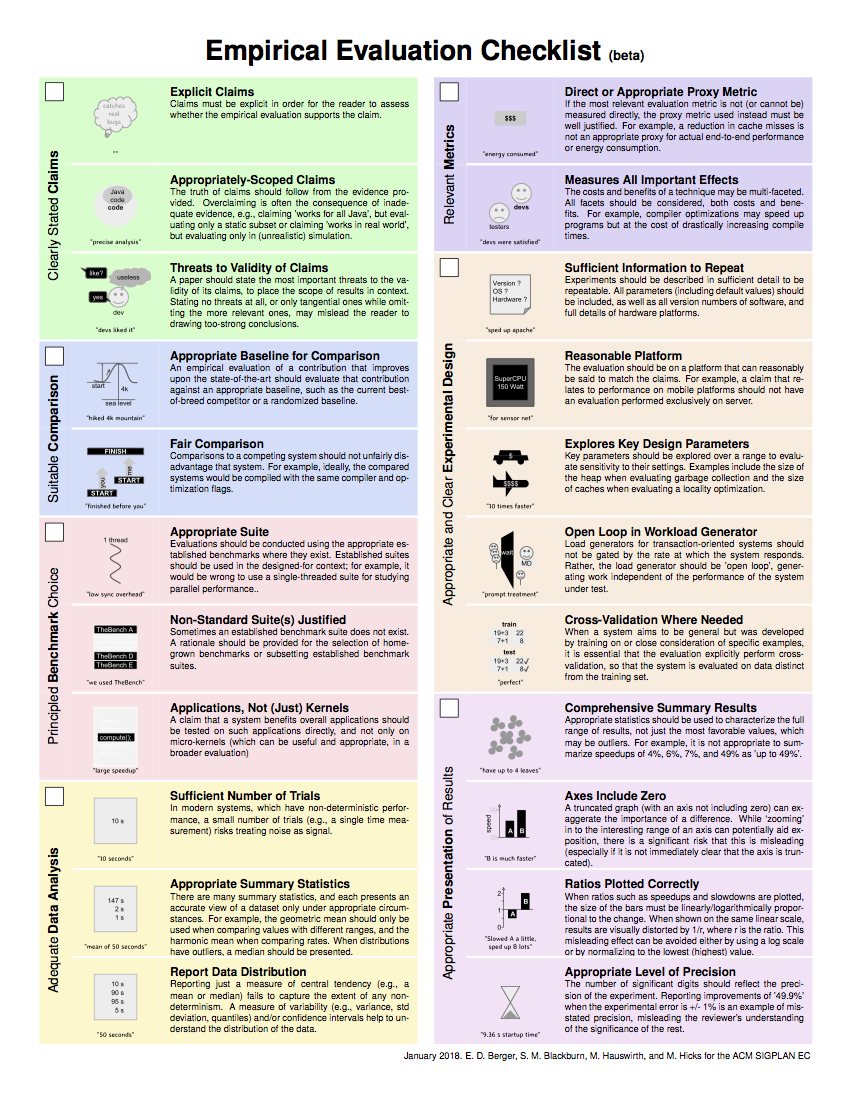 Empirical Evaluation Checklist (beta)
Clearly Stated Claims
catches
real
bugs
""
Explicit Claims
Claims must be explicit in order for the reader to assess
whether the empirical evaluation supports the claim.
Java
code
code
"precise analysis"
Appropriately-Scoped Claims
The truth of claims should follow from the evidence pro-
vided. Overclaiming is often the consequence of inade-
quate evidence, e.g., claiming 'works for all Java', but eval-
uating only a static subset or claiming 'works in real world',
but evaluating only in (unrealistic) simulation.
like?
useless
yes
dev
"devs liked it"
Threats to Validity of Claims
A paper should state the most important threats to the va-
lidity of its claims, to place the scope of results in context.
Stating no threats at all, or only tangential ones while omit-
ting the more relevant ones, may mislead the reader to
drawing too-strong conclusions.
Suitable Comparison
start
4k
sea level
"hiked 4k mountain"
Appropriate Baseline for Comparison
An empirical evaluation of a contribution that improves
upon the state-of-the-art should evaluate that contribution
against an appropriate baseline, such as the current best-
of-breed competitor or a randomized baseline.
FINISH
you
me
START
START
"finished before you"
Fair Comparison
Comparisons to a competing system should not unfairly dis-
advantage that system. For example, ideally, the compared
systems would be compiled with the same compiler and op-
timization flags.
Principled Benchmark Choice
1 thread
"low sync overhead"
Appropriate Suite
Evaluations should be conducted using the appropriate es-
tablished benchmarks where they exist. Established suites
should be used in the designed-for context; for example, it
would be wrong to use a single-threaded suite for studying
parallel performance..
TheBench A
TheBench D
TheBench E
"we used TheBench"
Non-Standard Suite(s) Justified
Sometimes an established benchmark suite does not exist.
A rationale should be provided for the selection of home-
grown benchmarks or subsetting established benchmark
suites.
compute();
"large speedup"
Applications, Not (Just) Kernels
A claim that a system benefits overall applications should
be tested on such applications directly, and not only on
micro-kernels (which can be useful and appropriate, in a
broader evaluation)
Adequate Data Analysis
10 s
"10 seconds"
Sufficient Number of Trials
In modern systems, which have non-deterministic perfor-
mance, a small number of trials (e.g., a single time mea-
surement) risks treating noise as signal.
147 s
2 s
1 s
"mean of 50 seconds"
Appropriate Summary Statistics
There are many summary statistics, and each presents an
accurate view of a dataset only under appropriate circum-
stances. For example, the geometric mean should only be
used when comparing values with different ranges, and the
harmonic mean when comparing rates. When distributions
have outliers, a median should be presented.
10 s
90 s
95 s
5 s
"50 seconds"
Report Data Distribution
Reporting just a measure of central tendency (e.g., a
mean or median) fails to capture the extent of any non-
determinism. A measure of variability (e.g., variance, std
deviation, quantiles) and/or confidence intervals help to un-
derstand the distribution of the data.
Relevant Metrics
$$$
"energy consumed"
Direct or Appropriate Proxy Metric
If the most relevant evaluation metric is not (or cannot be)
measured directly, the proxy metric used instead must be
well justified. For example, a reduction in cache misses is
not an appropriate proxy for actual end-to-end performance
or energy consumption.
devs
testers
"devs were satisfied"
Measures All Important Effects
The costs and benefits of a technique may be multi-faceted.
All facets should be considered, both costs and bene-
fits. For example, compiler optimizations may speed up
programs but at the cost of drastically increasing compile
times.
Appropriate and Clear Experimental Design
Version ?
OS ?
Hardware ?
"sped up apache"
Sufficient Information to Repeat
Experiments should be described in sufficient detail to be
repeatable. All parameters (including default values) should
be included, as well as all version numbers of software, and
full details of hardware platforms.
SuperCPU
150 Watt
"for sensor net"
Reasonable Platform
The evaluation should be on a platform that can reasonably
be said to match the claims. For example, a claim that re-
lates to performance on mobile platforms should not have
an evaluation performed exclusively on server.
$
$$$$
"10 times faster"
Explores Key Design Parameters
Key parameters should be explored over a range to evalu-
ate sensitivity to their settings. Examples include the size of
the heap when evaluating garbage collection and the size
of caches when evaluating a locality optimization.
wait
MD
"prompt treatment"
Open Loop in Workload Generator
Load generators for transaction-oriented systems should
not be gated by the rate at which the system responds.
Rather, the load generator should be 'open loop', gener-
ating work independent of the performance of the system
under test.
train
19+3 22
7+1 8
test
19+3 22✓
7+1 8✓
"perfect"
Cross-Validation Where Needed
When a system aims to be general but was developed
by training on or close consideration of specific examples,
it is essential that the evaluation explicitly perform cross-
validation, so that the system is evaluated on data distinct
from the training set.
Appropriate Presentation of Results
"have up to 4 leaves"
Comprehensive Summary Results
Appropriate statistics should be used to characterize the full
range of results, not just the most favorable values, which
may be outliers. For example, it is not appropriate to sum-
marize speedups of 4%, 6%, 7%, and 49% as 'up to 49%'.
speed
A
B
"B is much faster"
Axes Include Zero
A truncated graph (with an axis not including zero) can ex-
aggerate the importance of a difference. While 'zooming'
in to the interesting range of an axis can potentially aid ex-
position, there is a significant risk that this is misleading
(especially if it is not immediately clear that the axis is trun-
cated).
2
1
0
A
B
"Slowed A a little,
sped up B lots"
Ratios Plotted Correctly
When ratios such as speedups and slowdowns are plotted,
the size of the bars must be linearly/logarithmically propor-
tional to the change. When shown on the same linear scale,
results are visually distorted by 1/r, where r is the ratio. This
misleading effect can be avoided either by using a log scale
or by normalizing to the lowest (highest) value.
"9.36 s startup time"
Appropriate Level of Precision
The number of significant digits should reflect the preci-
sion of the experiment. Reporting improvements of '49.9%'
when the experimental error is +/- 1% is an example of mis-
stated precision, misleading the reviewer's understanding
of the significance of the rest.
January 2018. E. D. Berger, S. M. Blackburn, M. Hauswirth, and M. Hicks for the ACM SIGPLAN EC